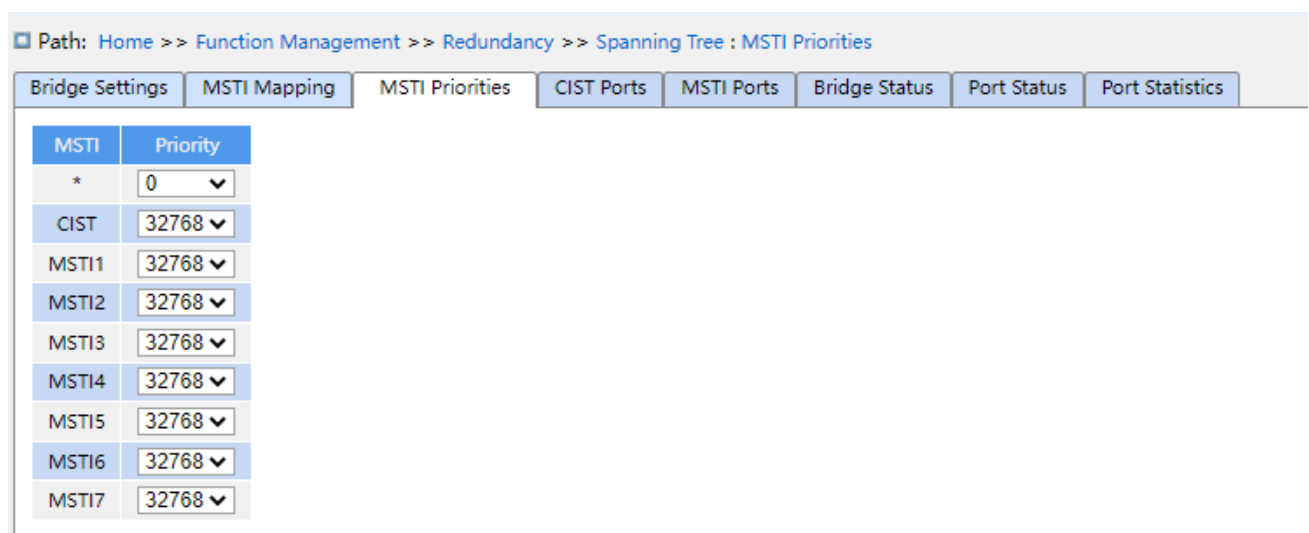 Path: Home >> Function Management >> Redundancy >> Spanning Tree : MSTI Priorities
Bridge Settings MSTI Mapping MSTI Priorities CIST Ports MSTI Ports Bridge Status Port Status Port Statistics
MSTI Priority
* 0
CIST 32768
MSTI1 32768
MSTI2 32768
MSTI3 32768
MSTI4 32768
MSTI5 32768
MSTI6 32768
MSTI7 32768